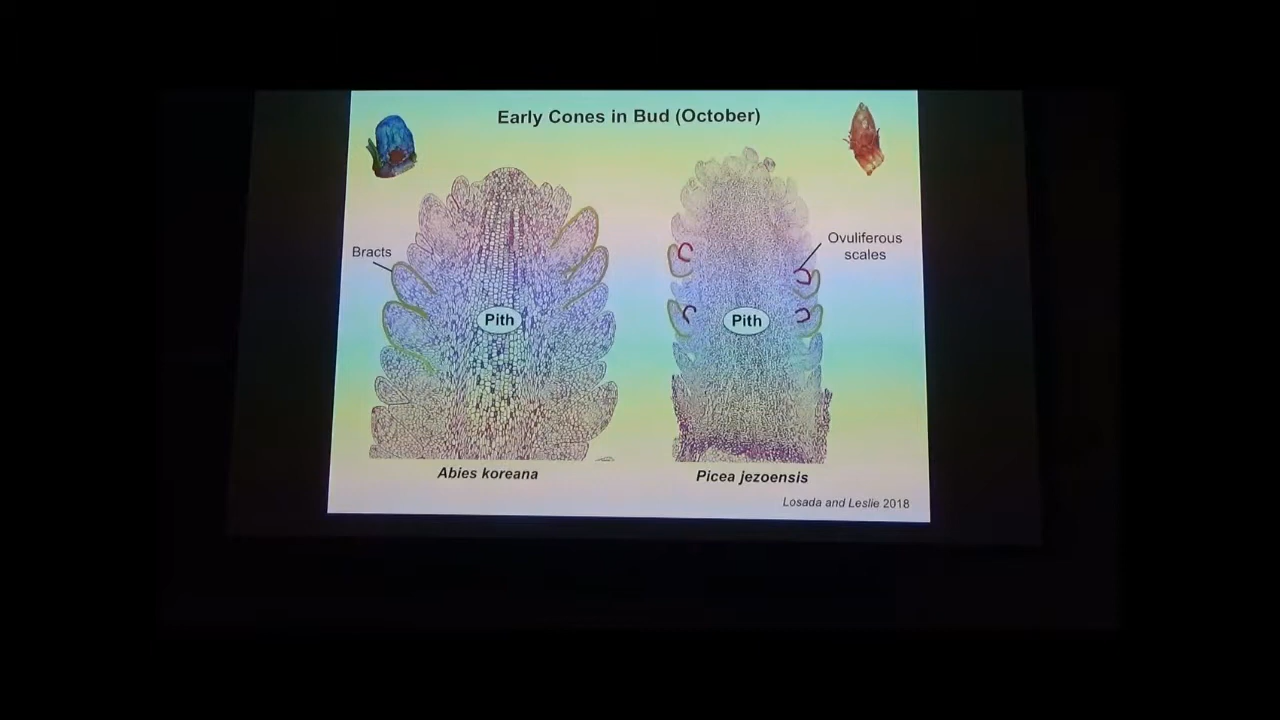 Early Cones in Bud (October)
Bracts
Ovuliferous
scales
Pith
Pith
Abies koreana
Picea jezoensis
Losada and Leslie 2018